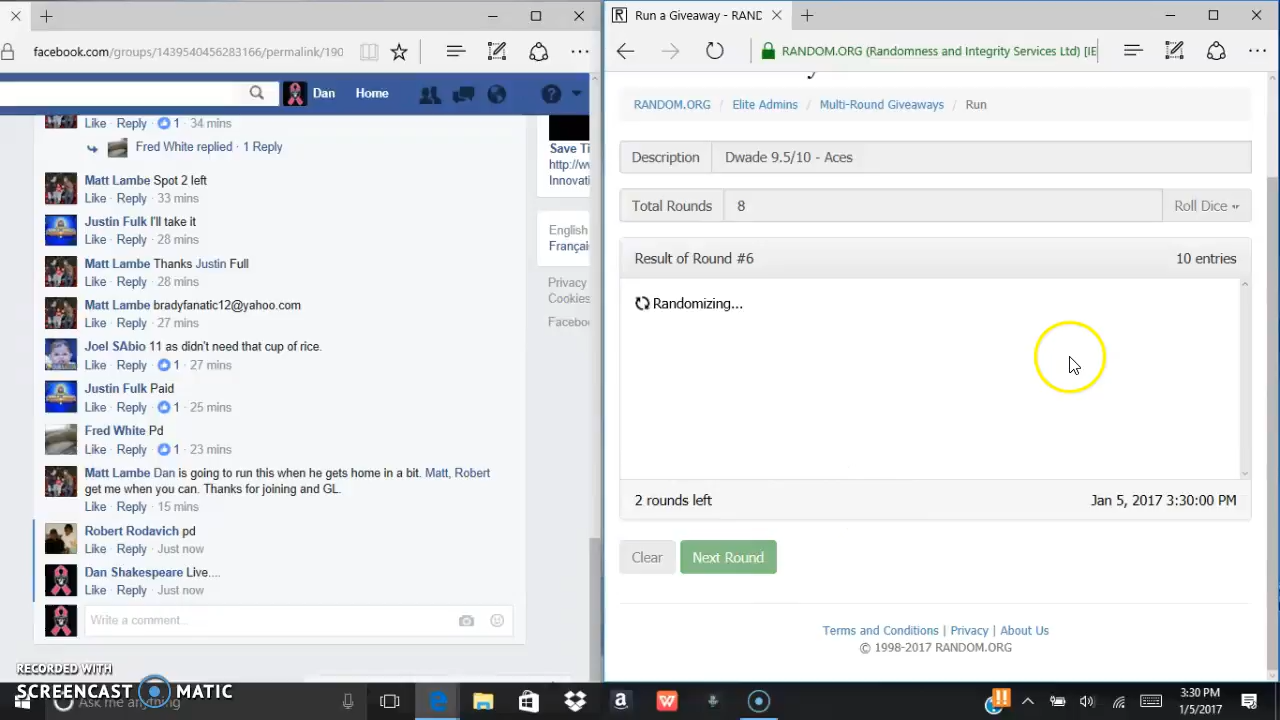 Run a Giveaway - RAND
facebook.com/groups/1439540456283166/permalink/190
RANDOM.ORG (Randomness and Integrity Services Ltd) [IE
Dan Home
Like · Reply · 1 · 34 mins
Fred White replied · 1 Reply
Matt Lambe Spot 2 left
Like · Reply · 33 mins
Justin Fulk I'll take it
Like · Reply · 28 mins
Matt Lambe Thanks Justin Full
Like · Reply · 28 mins
Matt Lambe bradyfanatic12@yahoo.com
Like · Reply · 27 mins
Joel SAbio 11 as didn't need that cup of rice.
Like · Reply · 1 · 27 mins
Justin Fulk Paid
Like · Reply · 1 · 25 mins
Fred White Pd
Like · Reply · 1 · 23 mins
Matt Lambe Dan is going to run this when he gets home in a bit. Matt, Robert
get me when you can. Thanks for joining and GL.
Like · Reply · 15 mins
Robert Rodavich pd
Like · Reply · Just now
Dan Shakespeare Live....
Like · Reply · Just now
Write a comment...
Save Ti
http://w
Innovati
English
Françai
Privacy
Cookies
Facebo
RANDOM.ORG / Elite Admins / Multi-Round Giveaways / Run
Description Dwade 9.5/10 - Aces
Total Rounds 8 Roll Dice
Result of Round #6 10 entries
Randomizing...
2 rounds left Jan 5, 2017 3:30:00 PM
Clear Next Round
Terms and Conditions | Privacy | About Us
© 1998-2017 RANDOM.ORG
RECORDED WITH
SCREENCAST MATIC
Ask me anything
3:30 PM
1/5/2017